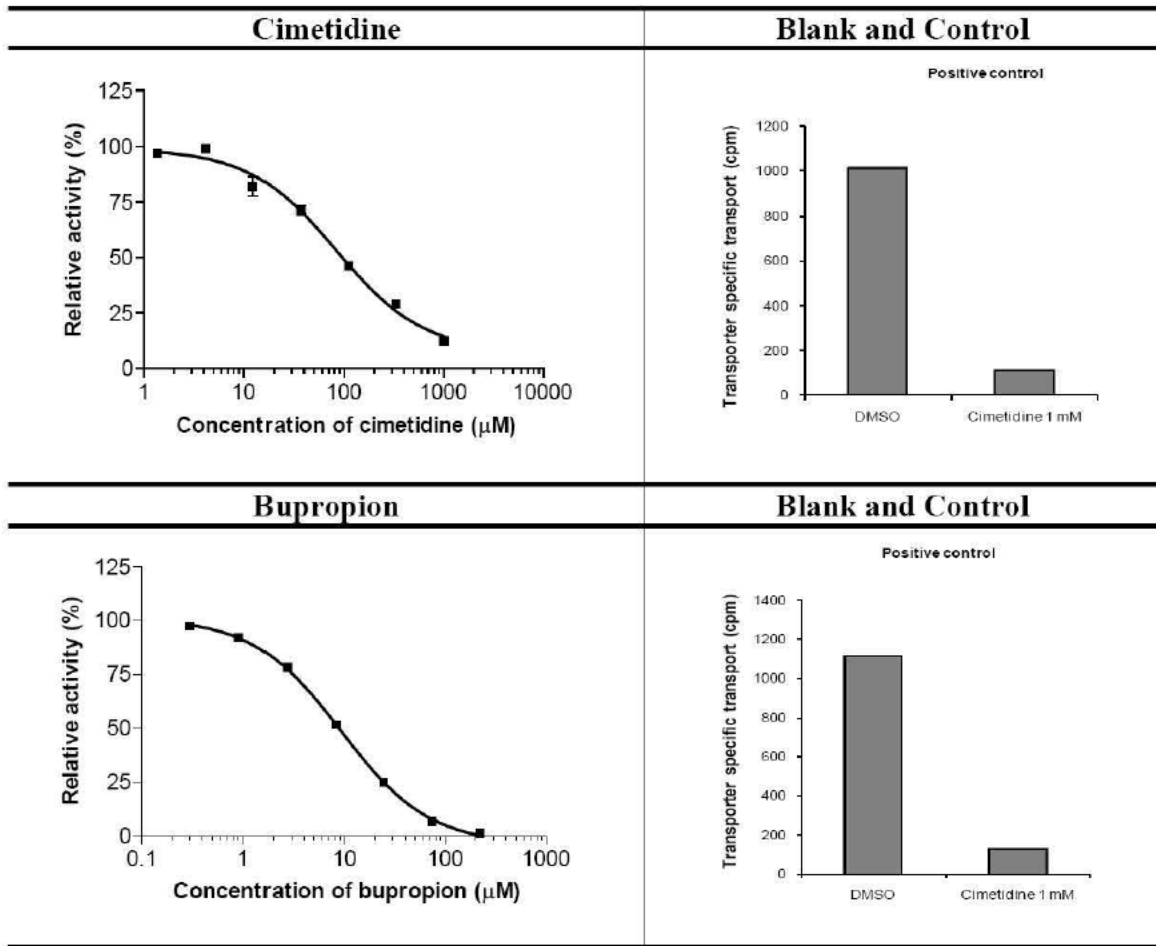 Cimetidine
Blank and Control
125
100
75
50
25
0
1
10
100
1000
10000
Relative activity (%)
Concentration of cimetidine (μM)
Positive control
1200
1000
800
600
400
200
0
Transporter specific transport (cpm)
DMSO
Cimetidine 1 mM
Bupropion
Blank and Control
125
100
75
50
25
0
0.1
1
10
100
1000
Relative activity (%)
Concentration of bupropion (μM)
Positive control
1400
1200
1000
800
600
400
200
0
Transporter specific transport (cpm)
DMSO
Cimetidine 1 mM